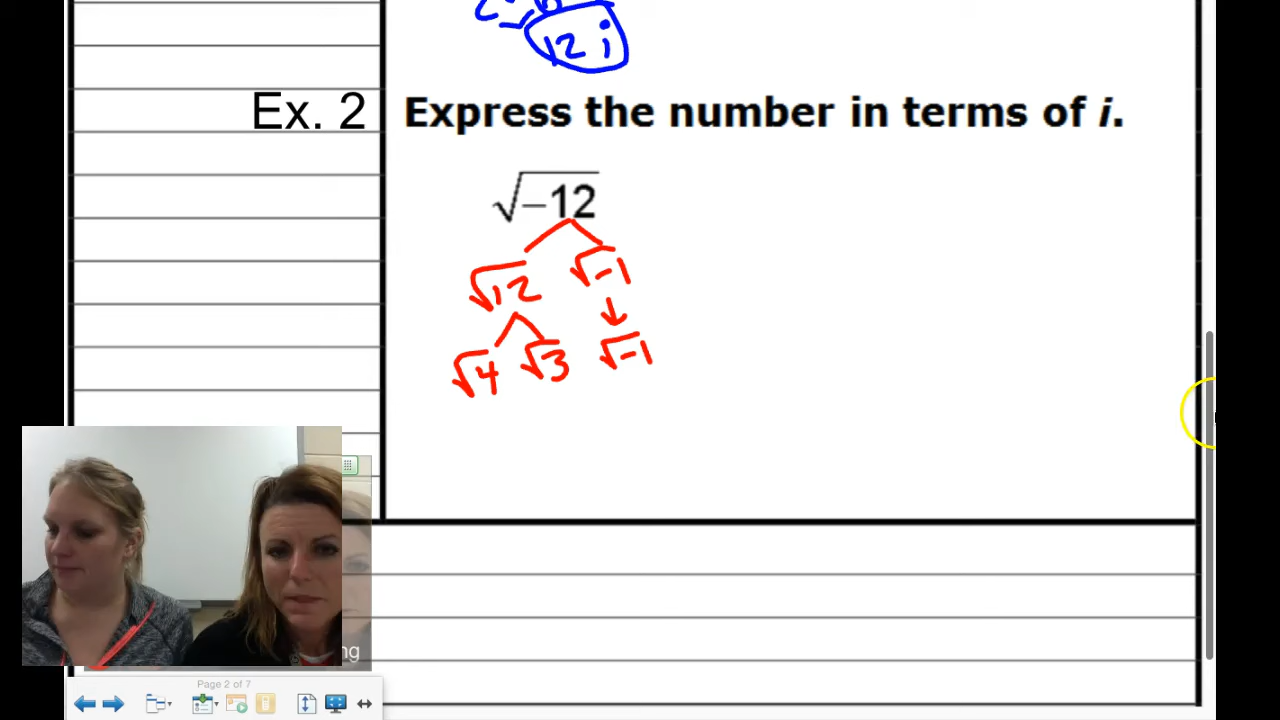 12 i
Ex. 2 Express the number in terms of i.
√−12
√12 √−1
√4 √3 √−1
ng
Page 2 of 7